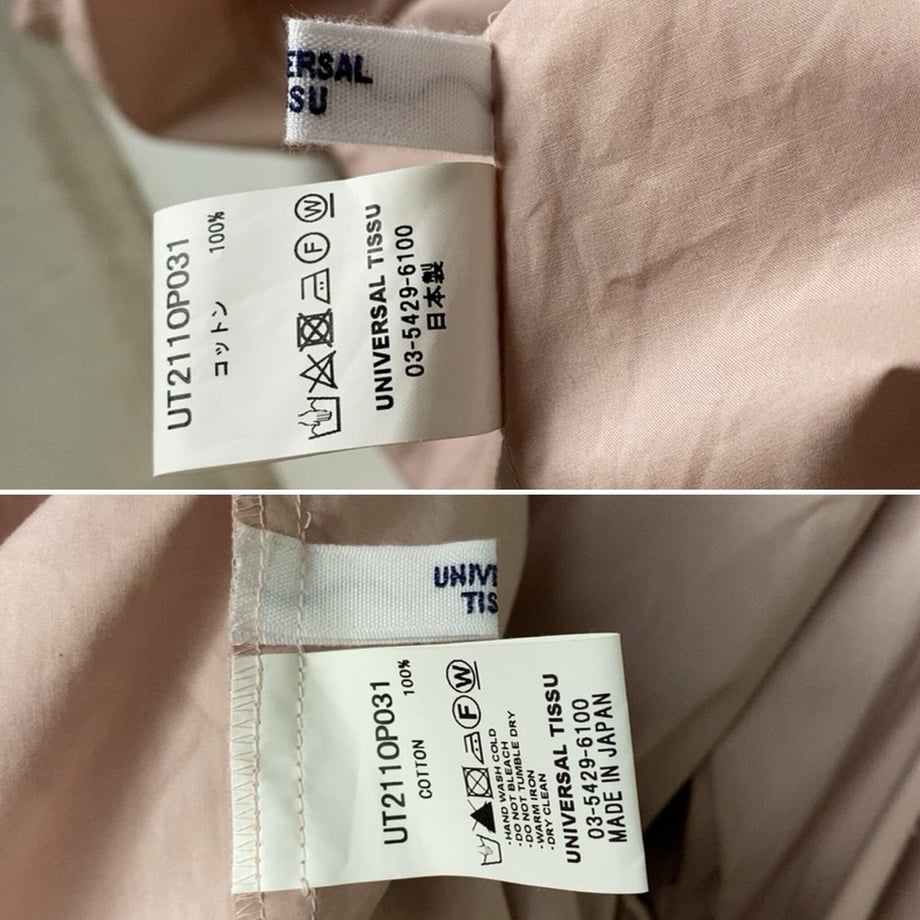 ERSAL
SU
UT211OP031
コットン 100%
F W
UNIVERSAL TISSU
03-5429-6100
日本製
UNIVE
TIS
UT211OP031
COTTON 100%
F W
·HAND WASH COLD
·DO NOT BLEACH
·DO NOT TUMBLE DRY
·WARM IRON
·DRY CLEAN
UNIVERSAL TISSU
03-5429-6100
MADE IN JAPAN